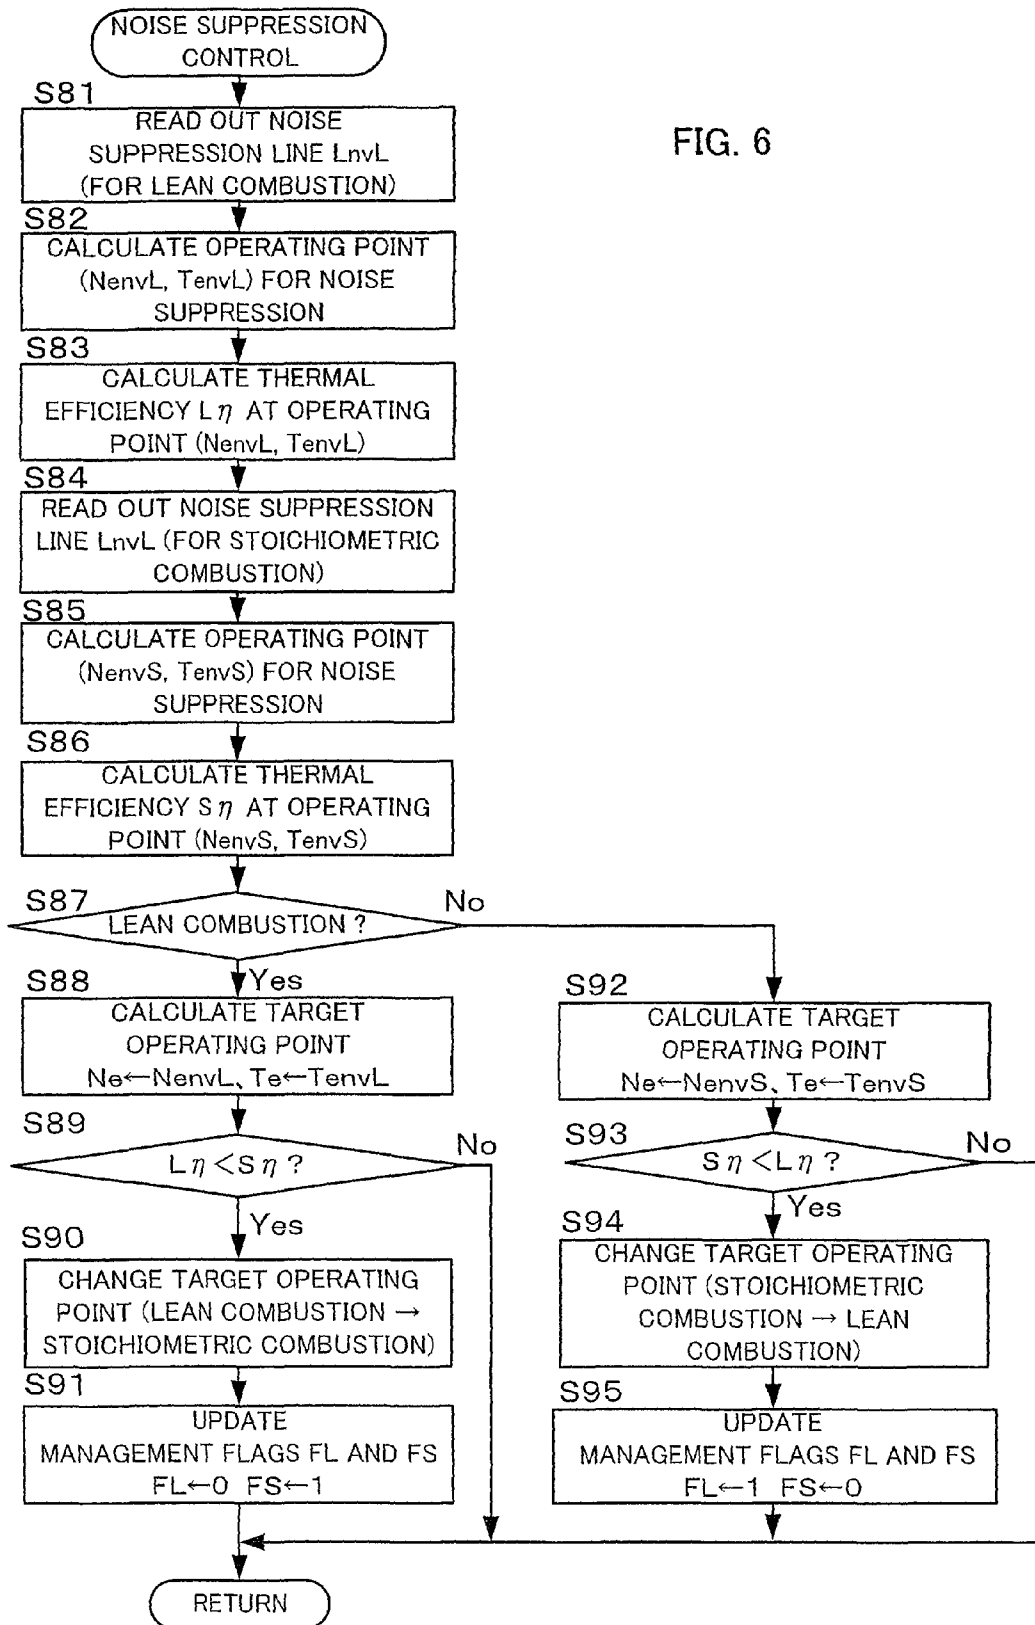 NOISE SUPPRESSION
CONTROL
FIG. 6
S81
READ OUT NOISE
SUPPRESSION LINE LnvL
(FOR LEAN COMBUSTION)
S82
CALCULATE OPERATING POINT
(NenvL, TenvL) FOR NOISE
SUPPRESSION
S83
CALCULATE THERMAL
EFFICIENCY Lη AT OPERATING
POINT (NenvL, TenvL)
S84
READ OUT NOISE SUPPRESSION
LINE LnvL (FOR STOICHIOMETRIC
COMBUSTION)
S85
CALCULATE OPERATING POINT
(NenvS, TenvS) FOR NOISE
SUPPRESSION
S86
CALCULATE THERMAL
EFFICIENCY Sη AT OPERATING
POINT (NenvS, TenvS)
S87
LEAN COMBUSTION ?
No
Yes
S88
CALCULATE TARGET
OPERATING POINT
Ne←NenvL、Te←TenvL
S89
Lη<Sη ?
No
Yes
S90
CHANGE TARGET OPERATING
POINT (LEAN COMBUSTION →
STOICHIOMETRIC COMBUSTION)
S91
UPDATE
MANAGEMENT FLAGS FL AND FS
FL←0 FS←1
S92
CALCULATE TARGET
OPERATING POINT
Ne←NenvS、Te←TenvS
S93
Sη<Lη ?
No
Yes
S94
CHANGE TARGET OPERATING
POINT (STOICHIOMETRIC
COMBUSTION → LEAN
COMBUSTION)
S95
UPDATE
MANAGEMENT FLAGS FL AND FS
FL←1 FS←0
RETURN